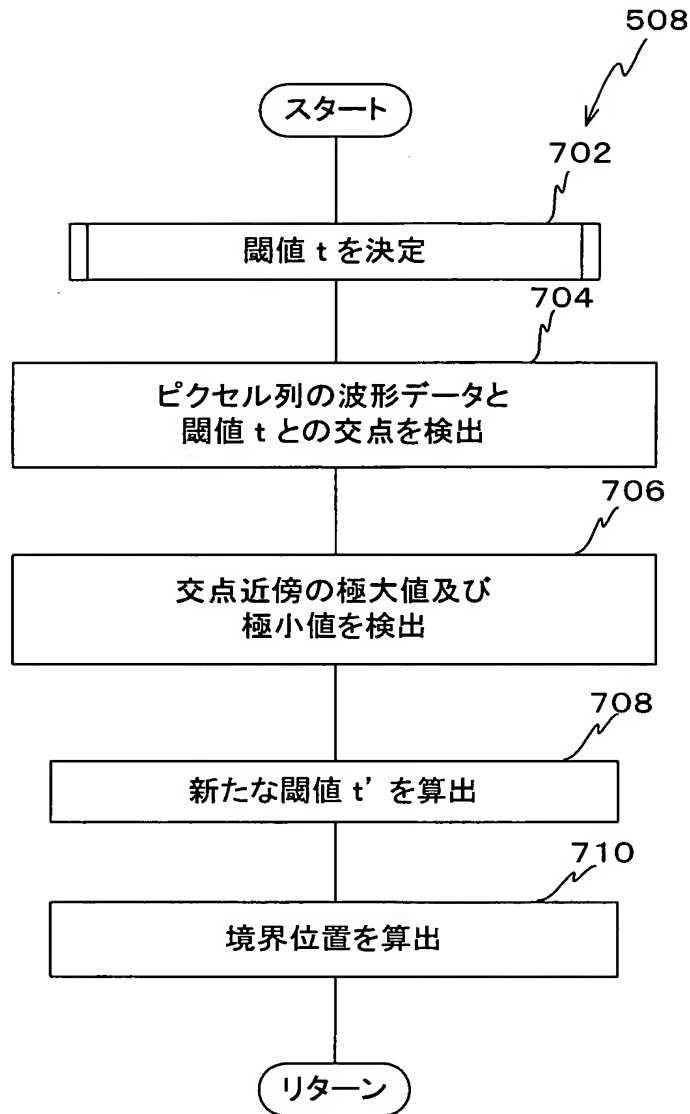 508
スタート
702
閾値 t を決定
704
ピクセル列の波形データと
閾値 t との交点を検出
706
交点近傍の極大値及び
極小値を検出
708
新たな閾値 t' を算出
710
境界位置を算出
リターン